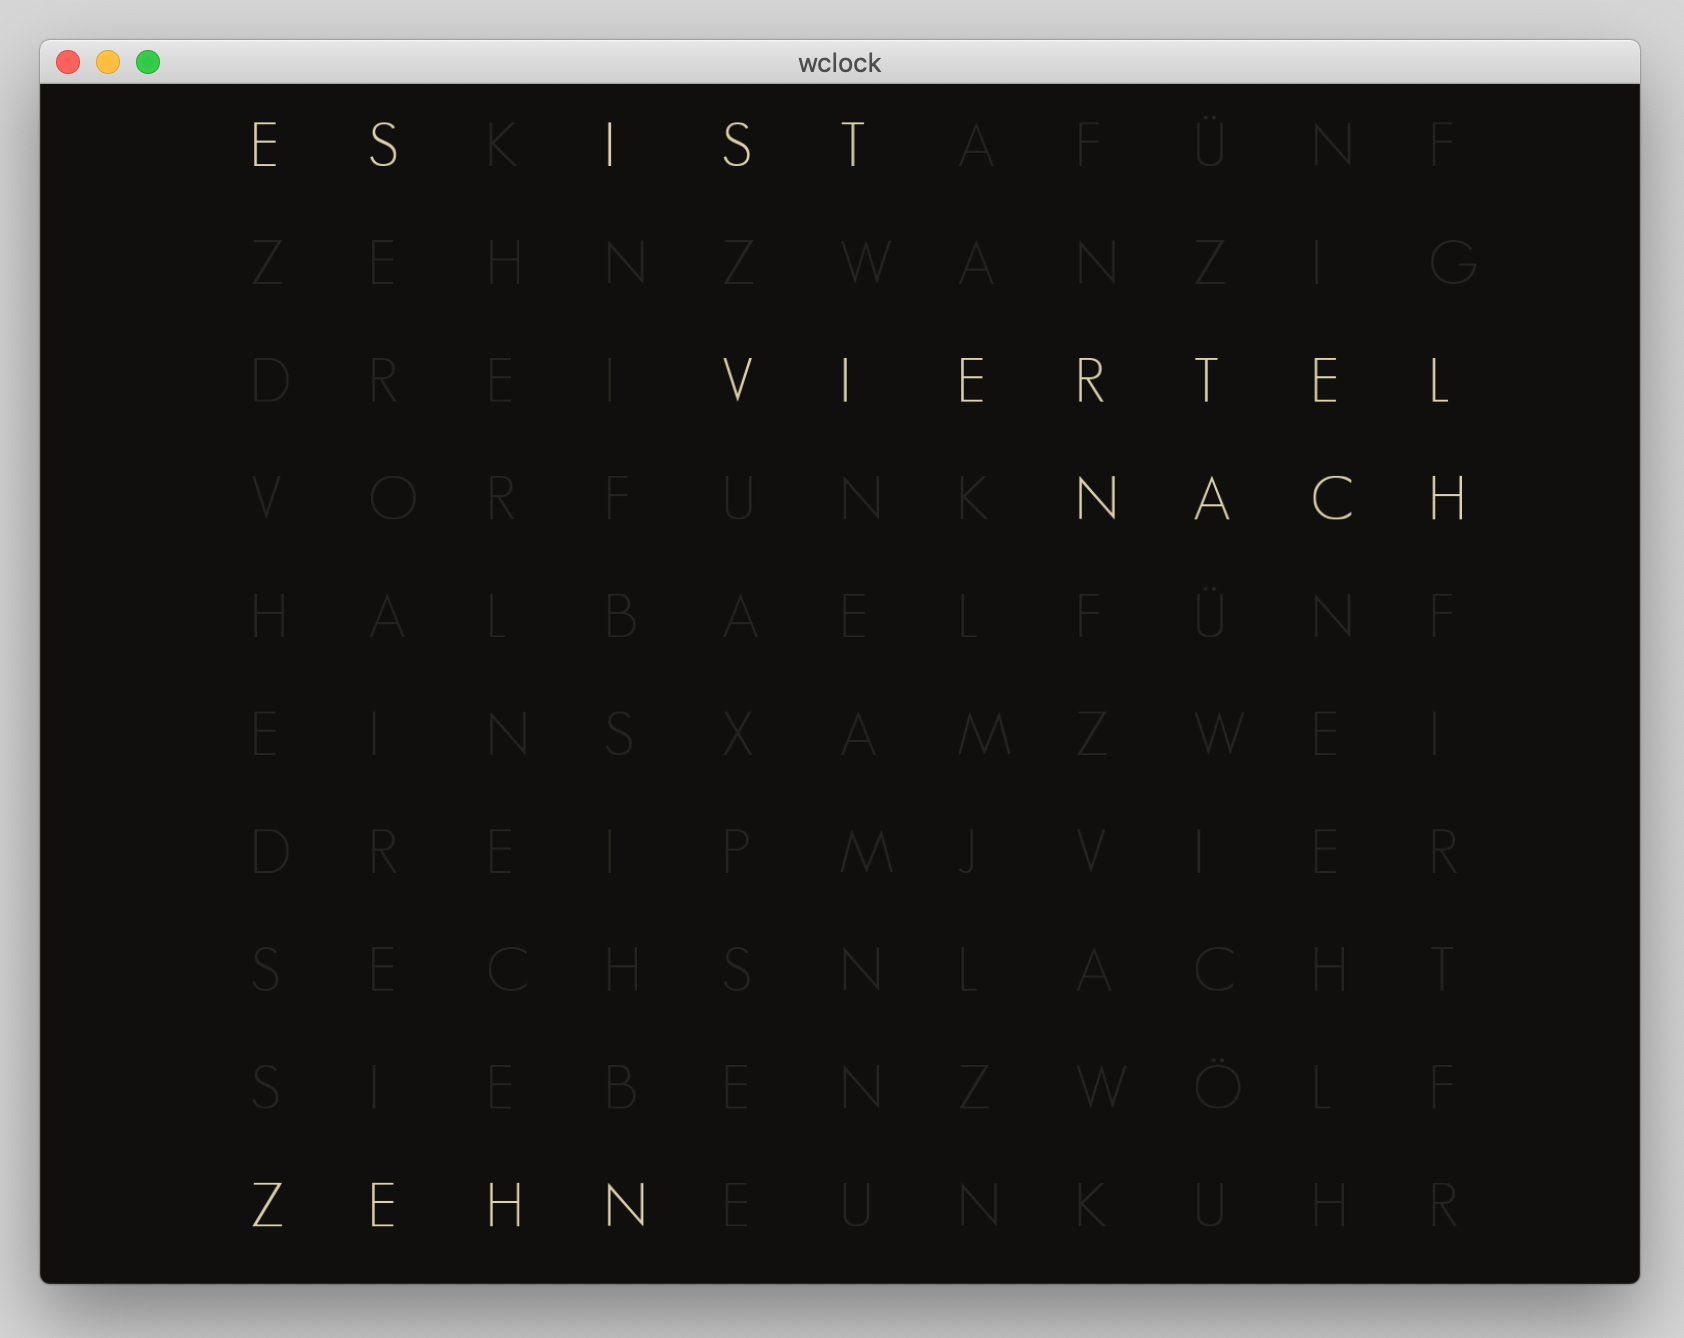 wclock
E S K I S T A F Ü N F
Z E H N Z W A N Z I G
D R E I V I E R T E L
V O R F U N K N A C H
H A L B A E L F Ü N F
E I N S X A M Z W E I
D R E I P M J V I E R
S E C H S N L A C H T
S I E B E N Z W Ö L F
Z E H N E U N K U H R